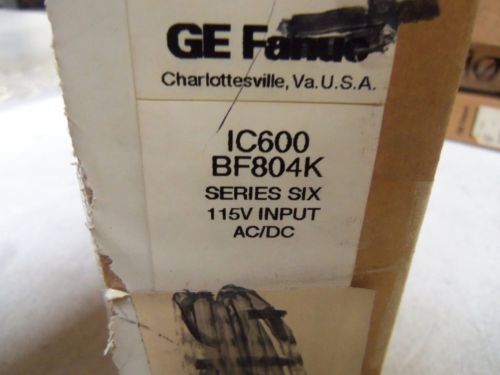 GE Fanuc
Charlottesville, Va. U.S.A.
IC600
BF804K
SERIES SIX
115V INPUT
AC/DC